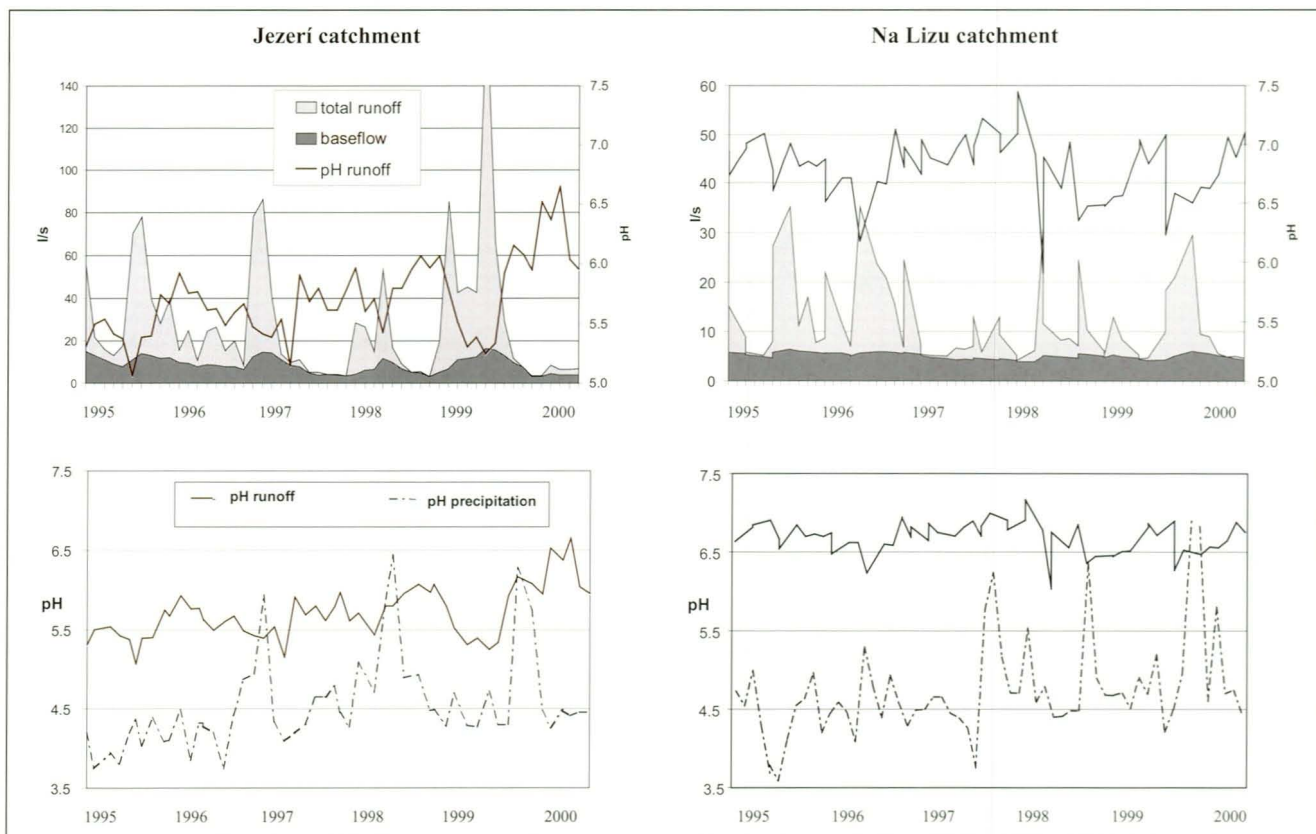 Jezerí catchment
140
120
100
80
60
40
20
0
l/s
7.5
7.0
6.5
6.0
5.5
5.0
pH
total runoff
baseflow
pH runoff
1995 1996 1997 1998 1999 2000
Na Lizu catchment
60
50
40
30
20
10
0
l/s
7.5
7.0
6.5
6.0
5.5
5.0
pH
1995 1996 1997 1998 1999 2000
7.5
6.5
5.5
4.5
3.5
pH
pH runoff pH precipitation
1995 1996 1997 1998 1999 2000
7.5
6.5
5.5
4.5
3.5
pH
1995 1996 1997 1998 1999 2000